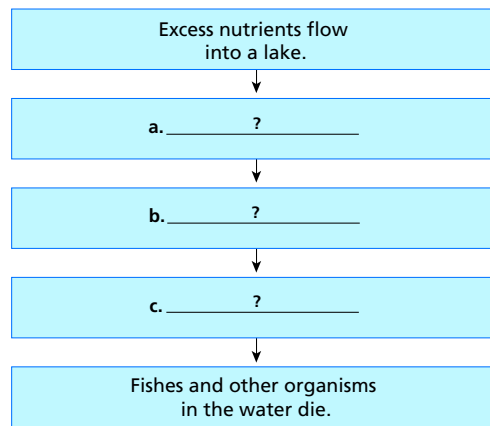 Excess nutrients flow
into a lake.
a. ?
b. ?
c. ?
Fishes and other organisms
in the water die.